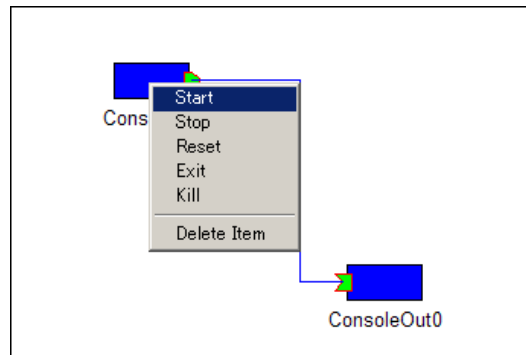 Cons
Start
Stop
Reset
Exit
Kill
Delete Item
ConsoleOut0